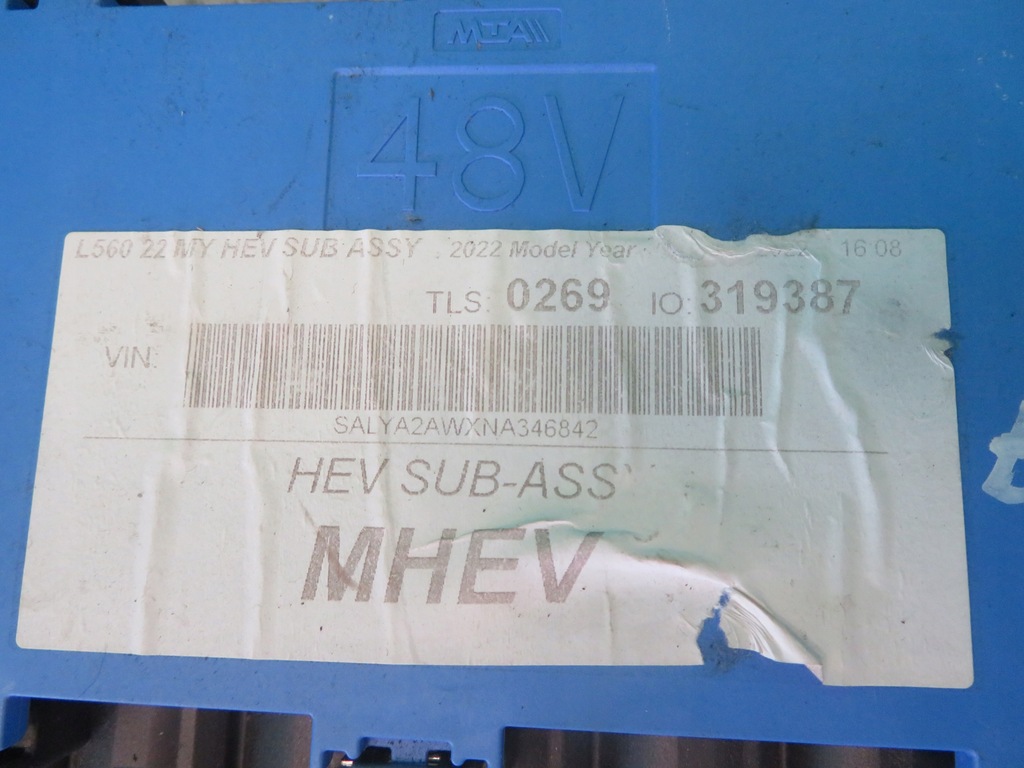 MTA
48V
L560 22 MY HEV SUB ASSY 2022 Model Year 16 08
TLS: 0269 IO: 319387
VIN:
SALYA2AWXNA346842
HEV SUB-ASSY
MHEV